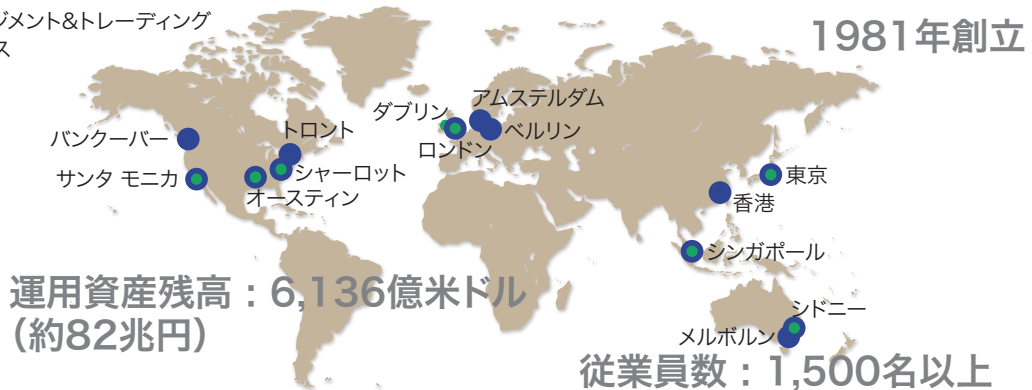 ジメント&トレーディング
ス
1981年創立
アムステルダム
ダブリン
ベルリン
ロンドン
バンクーバー
トロント
サンタ モニカ
シャーロット
オースティン
東京
香港
シンガポール
運用資産残高：6,136億米ドル
（約82兆円）
シドニー
メルボルン
従業員数：1,500名以上